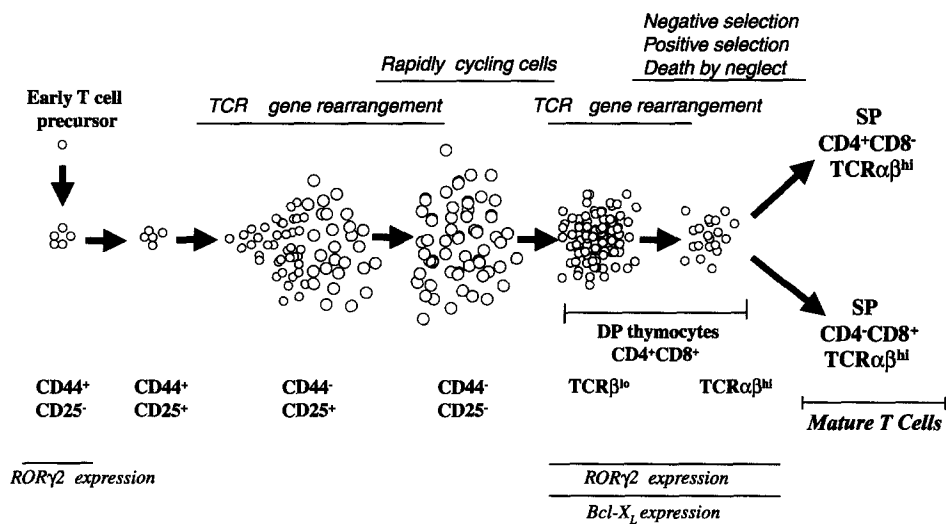 Negative selection
Positive selection
Death by neglect
Rapidly cycling cells
TCR gene rearrangement
TCR gene rearrangement
Early T cell
precursor
SP
CD4⁺CD8⁻
TCRαβʰⁱ
SP
CD4⁻CD8⁺
TCRαβʰⁱ
DP thymocytes
CD4⁺CD8⁺
CD44⁺
CD25⁻
CD44⁺
CD25⁺
CD44⁻
CD25⁺
CD44⁻
CD25⁻
TCRβˡᵒ
TCRαβʰⁱ
Mature T Cells
RORγ2 expression
RORγ2 expression
Bcl-X_L expression